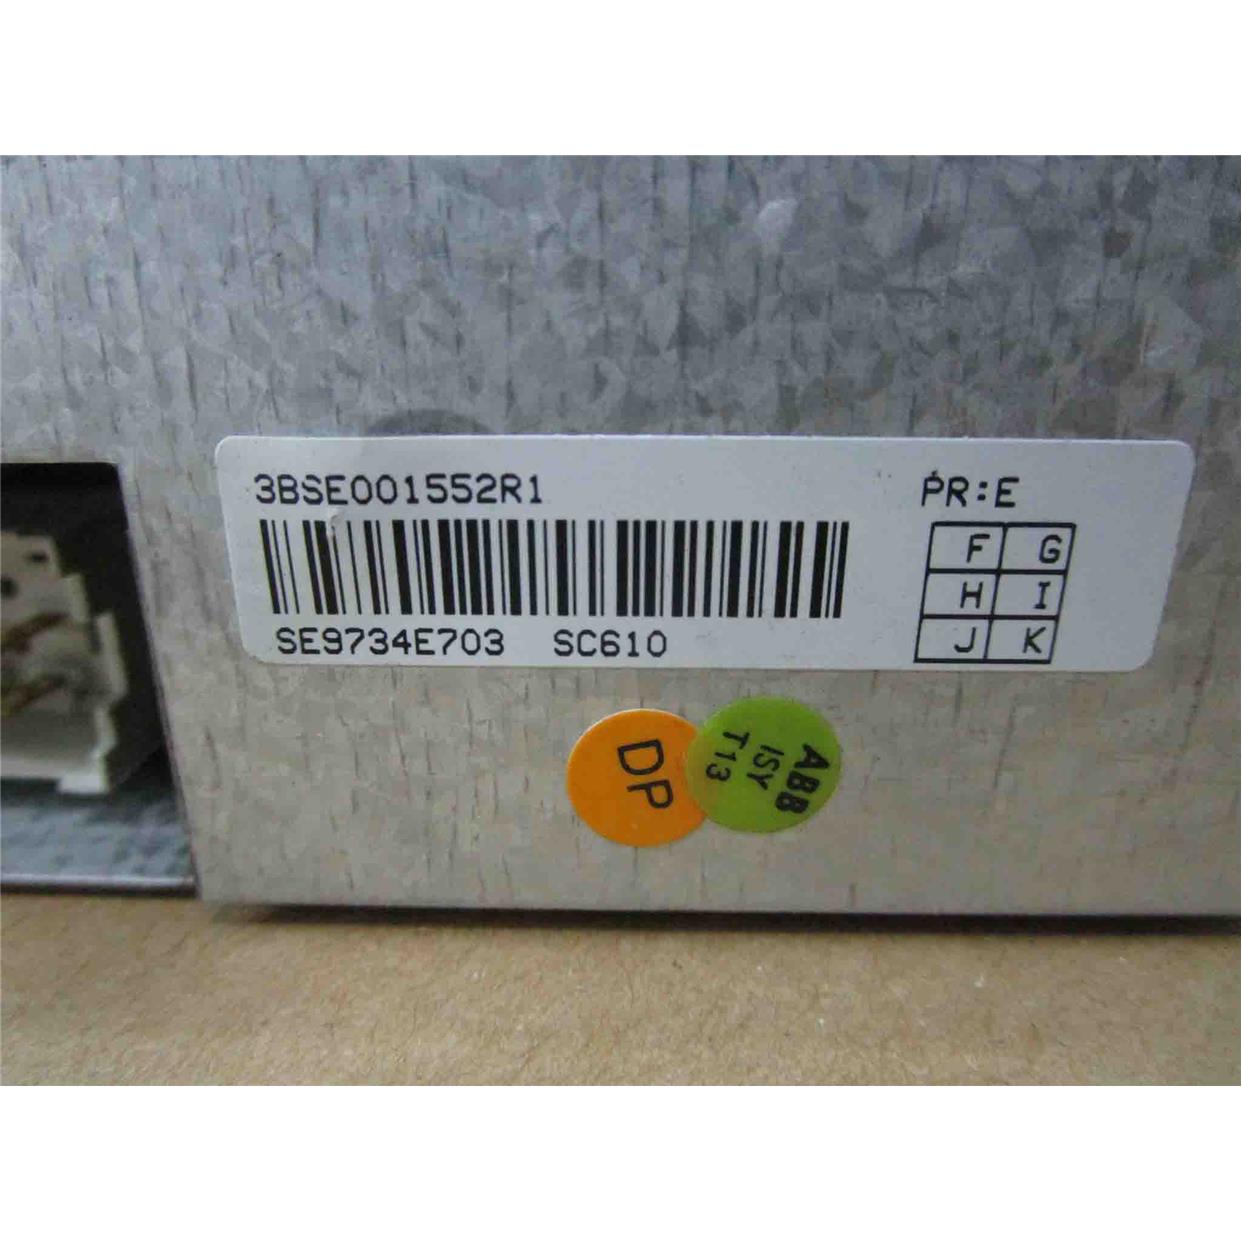 3BSE001552R1
PR:E
F G
H I
J K
SE9734E703 SC610
DP
ABB
ISY
T13